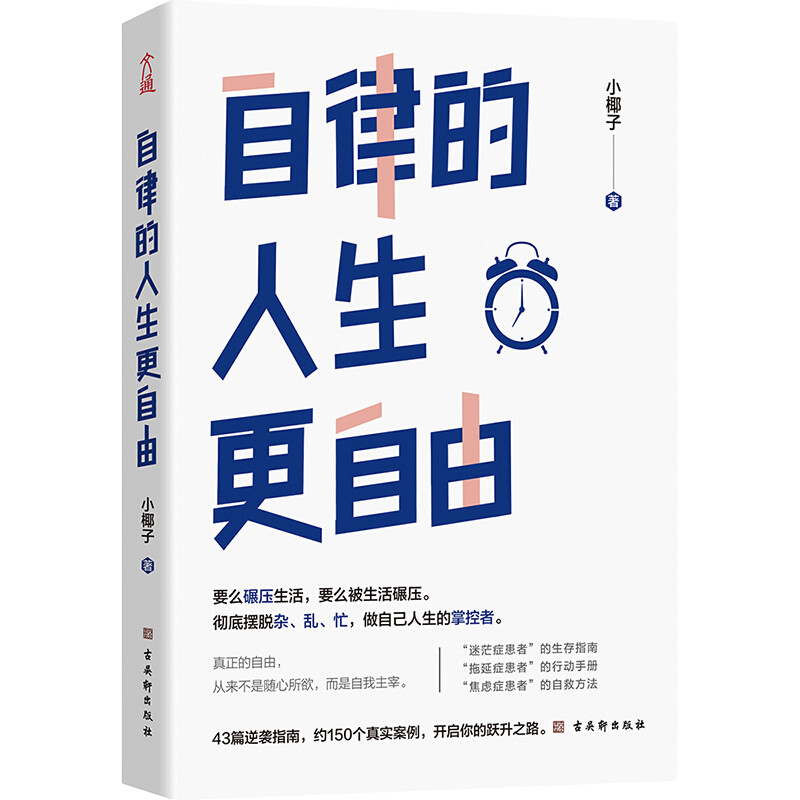 文通
自律的人生更自由
小椰子
著
古吴轩出版社
自律的
人生
更自由
小椰子
著
要么碾压生活，要么被生活碾压。
彻底摆脱杂、乱、忙，做自己人生的掌控者。
真正的自由，
从来不是随心所欲，而是自我主宰。
“迷茫症患者”的生存指南
“拖延症患者”的行动手册
“焦虑症患者”的自救方法
43篇逆袭指南，约150个真实案例，开启你的跃升之路。
古吴轩出版社